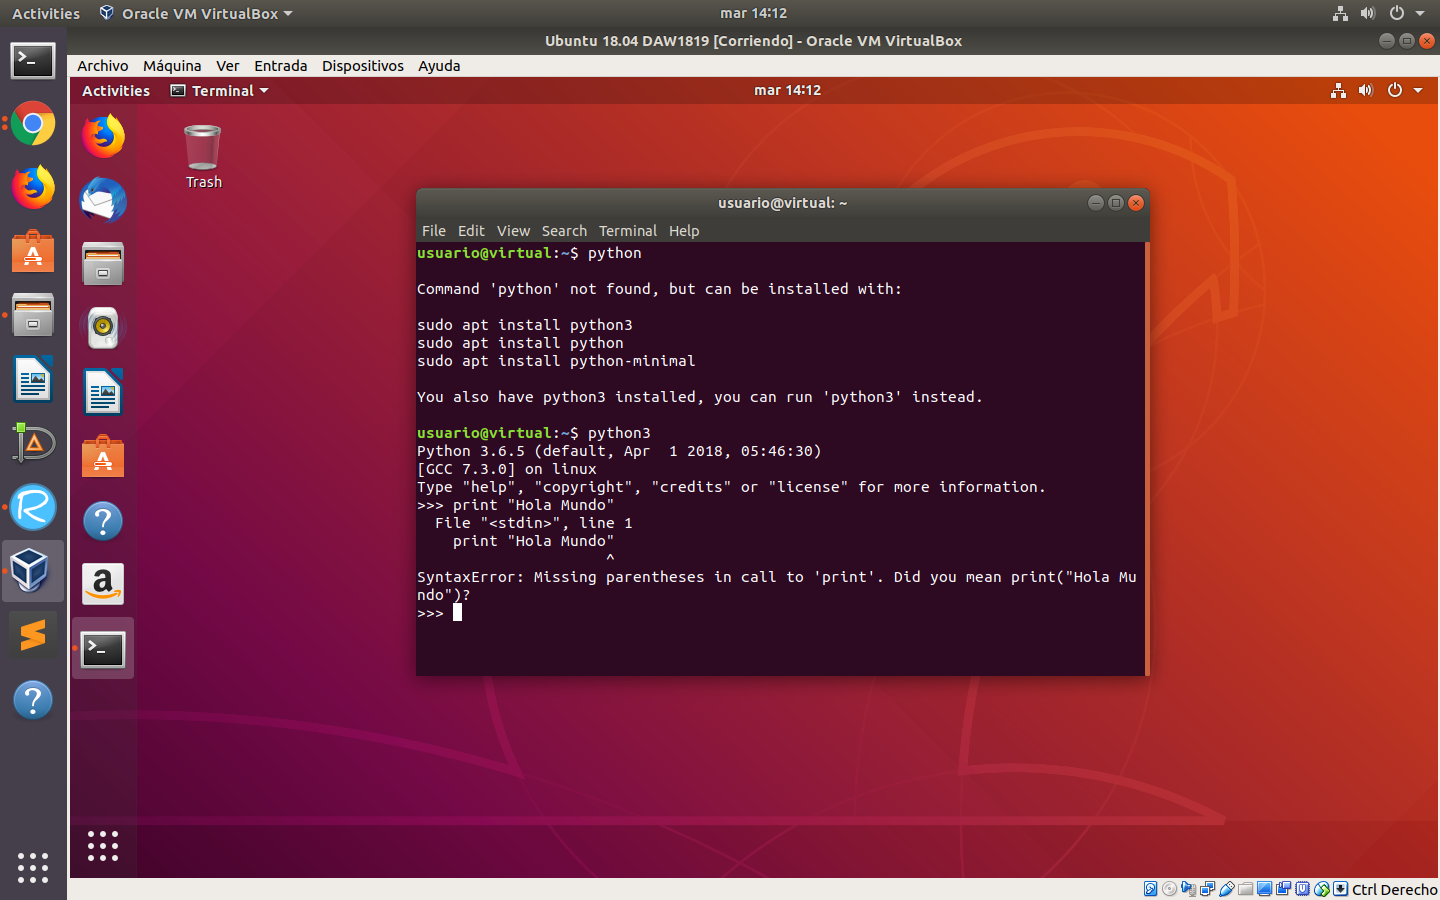 Activities Oracle VM VirtualBox mar 14:12
Ubuntu 18.04 DAW1819 [Corriendo] - Oracle VM VirtualBox
Archivo Máquina Ver Entrada Dispositivos Ayuda
Activities Terminal mar 14:12
Trash
usuario@virtual: ~
File Edit View Search Terminal Help
usuario@virtual:~$ python
Command 'python' not found, but can be installed with:
sudo apt install python3
sudo apt install python
sudo apt install python-minimal
You also have python3 installed, you can run 'python3' instead.
usuario@virtual:~$ python3
Python 3.6.5 (default, Apr  1 2018, 05:46:30)
[GCC 7.3.0] on linux
Type "help", "copyright", "credits" or "license" for more information.
>>> print "Hola Mundo"
  File "<stdin>", line 1
    print "Hola Mundo"
                     ^
SyntaxError: Missing parentheses in call to 'print'. Did you mean print("Hola Mu
ndo")?
>>>
Ctrl Derecho